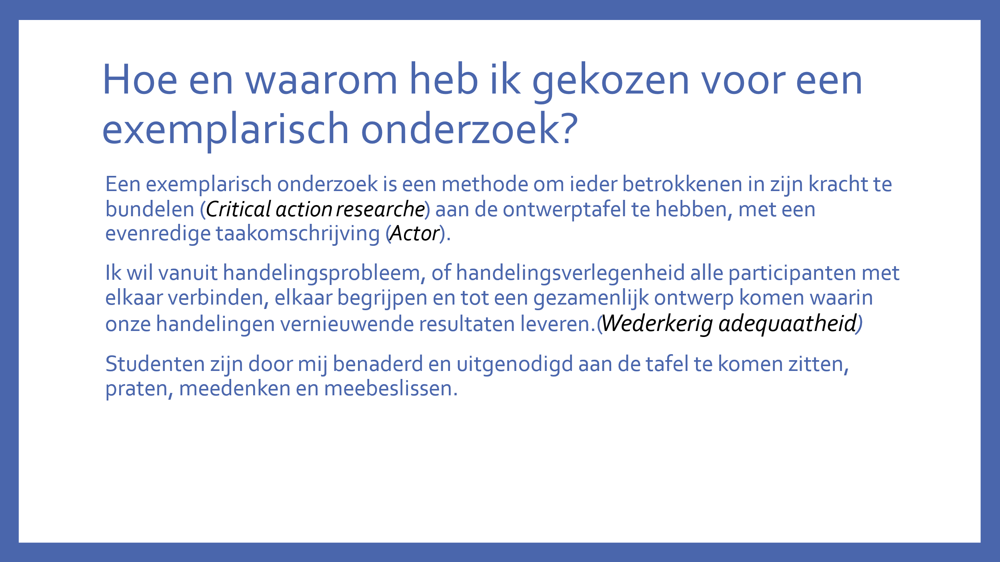 Hoe en waarom heb ik gekozen voor een
exemplarisch onderzoek?
Een exemplarisch onderzoek is een methode om ieder betrokkenen in zijn kracht te
bundelen (Critical action researche) aan de ontwerptafel te hebben, met een
evenredige taakomschrijving (Actor).
Ik wil vanuit handelingsprobleem, of handelingsverlegenheid alle participanten met
elkaar verbinden, elkaar begrijpen en tot een gezamenlijk ontwerp komen waarin
onze handelingen vernieuwende resultaten leveren.(Wederkerig adequaatheid)
Studenten zijn door mij benaderd en uitgenodigd aan de tafel te komen zitten,
praten, meedenken en meebeslissen.